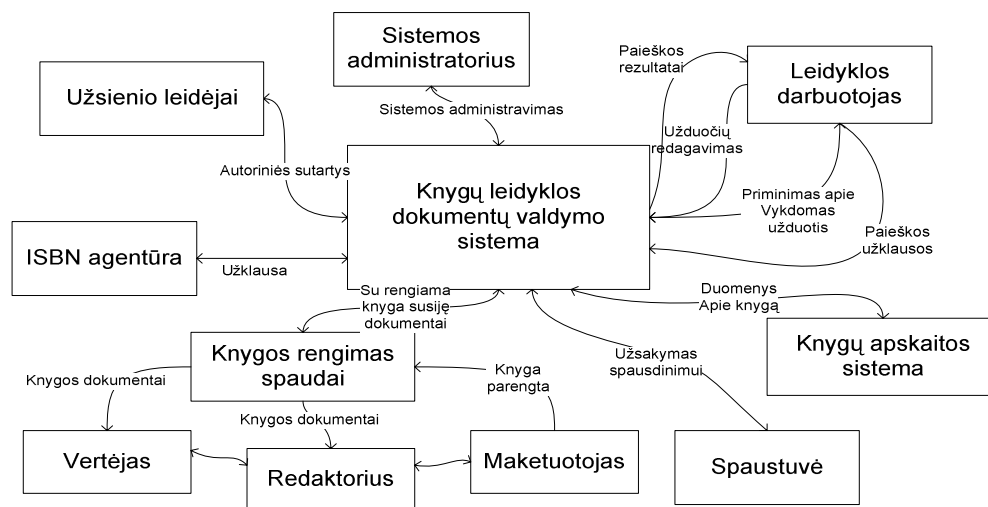 Sistemos
administratorius
Paieškos
rezultatai
Leidyklos
darbuotojas
Užsienio leidėjai
Sistemos administravimas
Užduočių
redagavimas
Autorinės sutartys
Knygų leidyklos
dokumentų valdymo
sistema
Priminimas apie
Vykdomas
užduotis
Paieškos
užklausos
ISBN agentūra
Užklausa
Su rengiama
knyga susiję
dokumentai
Duomenys
Apie knygą
Knygos rengimas
spaudai
Užsakymas
spausdinimui
Knygų apskaitos
sistema
Knygos dokumentai
Knyga
parengta
Knygos dokumentai
Vertėjas
Redaktorius
Maketuotojas
Spaustuvė